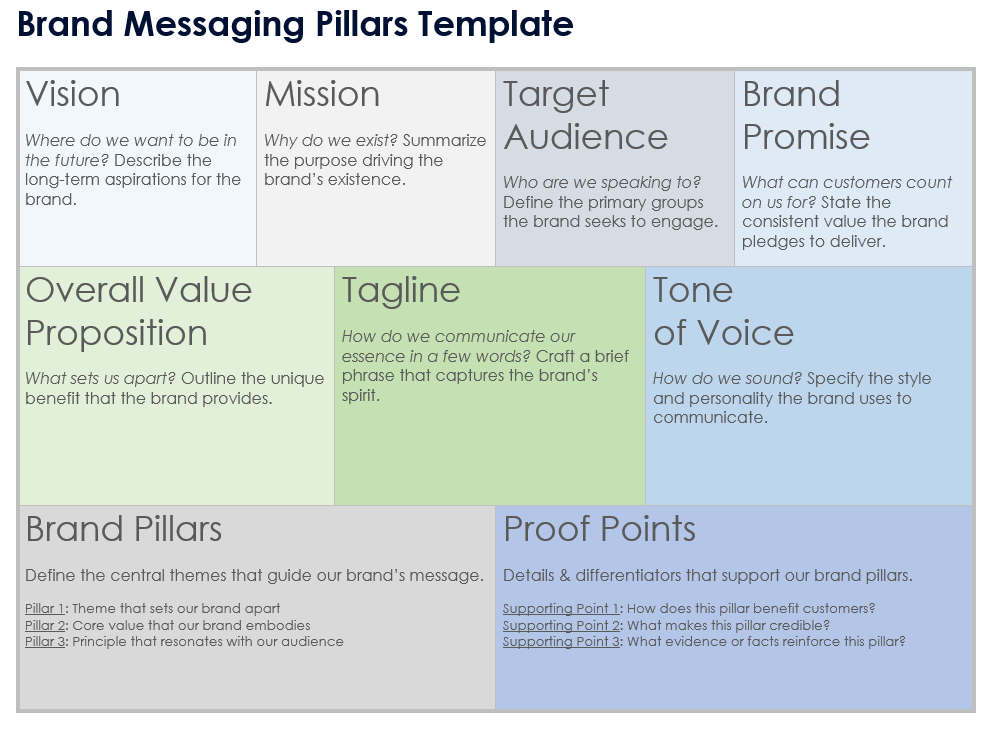 Brand Messaging Pillars Template
Vision
Where do we want to be in
the future? Describe the
long-term aspirations for the
brand.
Mission
Why do we exist? Summarize
the purpose driving the
brand’s existence.
Target
Audience
Who are we speaking to?
Define the primary groups
the brand seeks to engage.
Brand
Promise
What can customers count
on us for? State the
consistent value the brand
pledges to deliver.
Overall Value
Proposition
What sets us apart? Outline the unique
benefit that the brand provides.
Tagline
How do we communicate our
essence in a few words? Craft a brief
phrase that captures the brand’s
spirit.
Tone
of Voice
How do we sound? Specify the style
and personality the brand uses to
communicate.
Brand Pillars
Define the central themes that guide our brand’s message.
Pillar 1: Theme that sets our brand apart
Pillar 2: Core value that our brand embodies
Pillar 3: Principle that resonates with our audience
Proof Points
Details & differentiators that support our brand pillars.
Supporting Point 1: How does this pillar benefit customers?
Supporting Point 2: What makes this pillar credible?
Supporting Point 3: What evidence or facts reinforce this pillar?